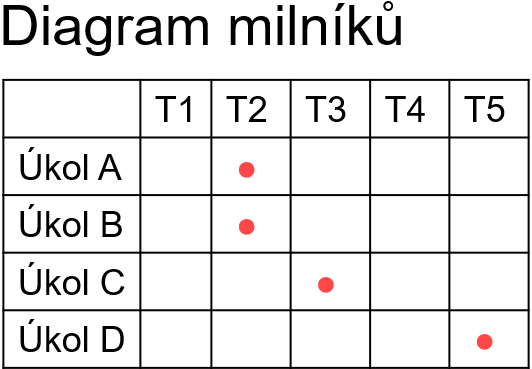 Diagram milníků
T1 T2 T3 T4 T5
Úkol A
Úkol B
Úkol C
Úkol D